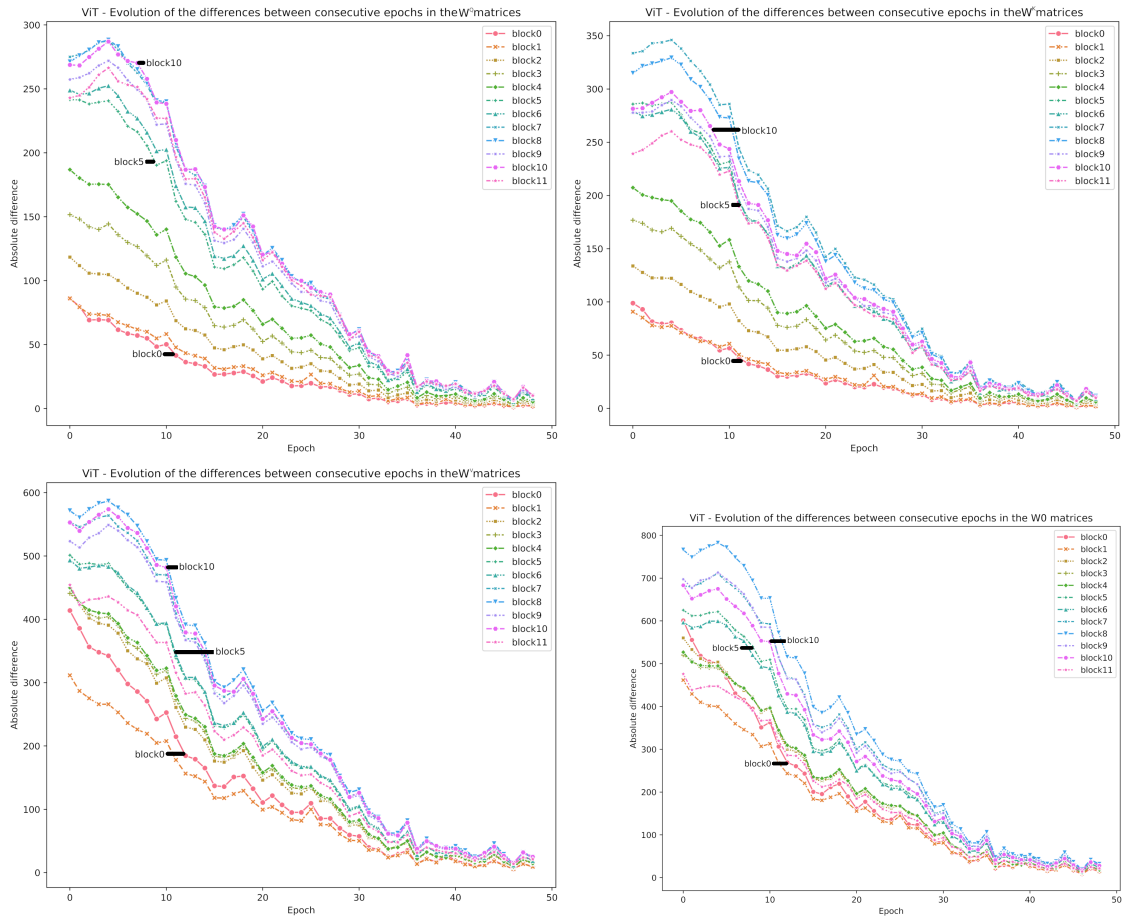 ViT - Evolution of the differences between consecutive epochs in theWQmatrices
300
250
200
150
100
50
0
Absolute difference
0 10 20 30 40 50
Epoch
block10
block5
block0
block0
block1
block2
block3
block4
block5
block6
block7
block8
block9
block10
block11
ViT - Evolution of the differences between consecutive epochs in theWKmatrices
350
300
250
200
150
100
50
0
Absolute difference
0 10 20 30 40 50
Epoch
block10
block5
block0
block0
block1
block2
block3
block4
block5
block6
block7
block8
block9
block10
block11
ViT - Evolution of the differences between consecutive epochs in theWVmatrices
600
500
400
300
200
100
0
Absolute difference
0 10 20 30 40 50
Epoch
block10
block5
block0
block0
block1
block2
block3
block4
block5
block6
block7
block8
block9
block10
block11
ViT - Evolution of the differences between consecutive epochs in the W0 matrices
800
700
600
500
400
300
200
100
0
Absolute difference
0 10 20 30 40 50
Epoch
block10
block5
block0
block0
block1
block2
block3
block4
block5
block6
block7
block8
block9
block10
block11